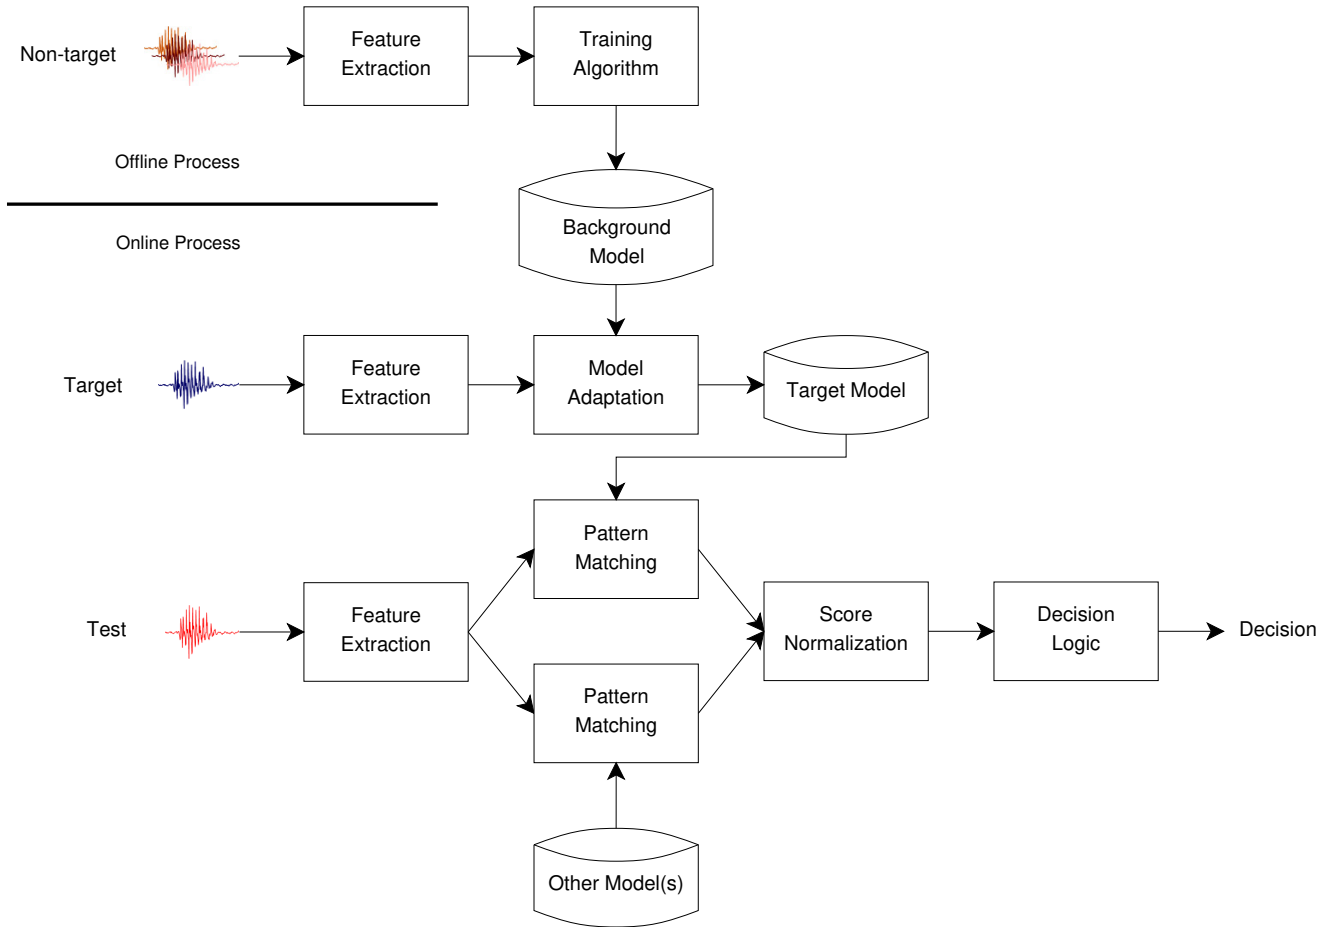 Non-target
Feature
Extraction
Training
Algorithm
Offline Process
Online Process
Background
Model
Target
Feature
Extraction
Model
Adaptation
Target Model
Pattern
Matching
Test
Feature
Extraction
Score
Normalization
Decision
Logic
Decision
Pattern
Matching
Other Model(s)